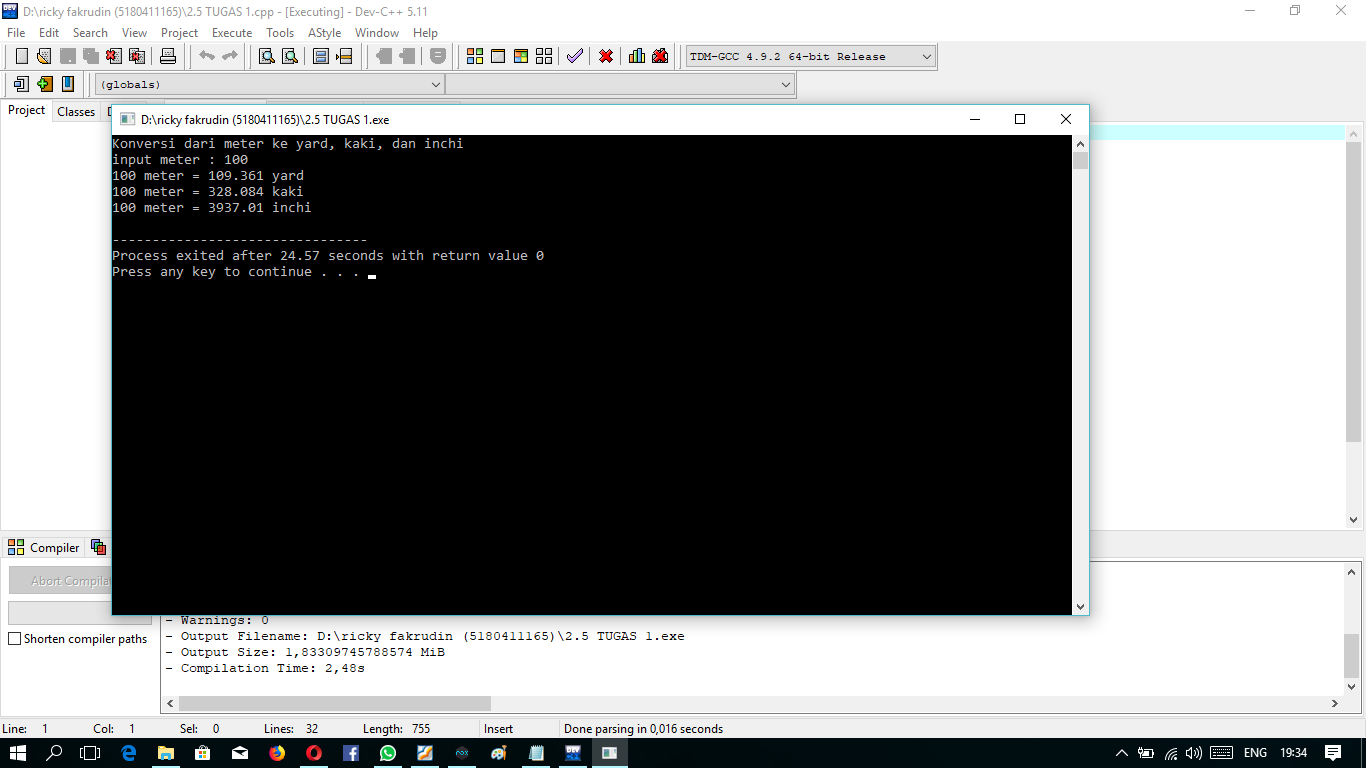 D:\ricky fakrudin (5180411165)\2.5 TUGAS 1.cpp - [Executing] - Dev-C++ 5.11
File Edit Search View Project Execute Tools AStyle Window Help
TDM-GCC 4.9.2 64-bit Release
(globals)
Project Classes
D:\ricky fakrudin (5180411165)\2.5 TUGAS 1.exe
Konversi dari meter ke yard, kaki, dan inchi
input meter : 100
100 meter = 109.361 yard
100 meter = 328.084 kaki
100 meter = 3937.01 inchi
--------------------------------
Process exited after 24.57 seconds with return value 0
Press any key to continue . . .
Compiler
Abort Compilat
Shorten compiler paths
- Warnings: 0
- Output Filename: D:\ricky fakrudin (5180411165)\2.5 TUGAS 1.exe
- Output Size: 1,83309745788574 MiB
- Compilation Time: 2,48s
Line: 1 Col: 1 Sel: 0 Lines: 32 Length: 755 Insert Done parsing in 0,016 seconds
ENG 19:34